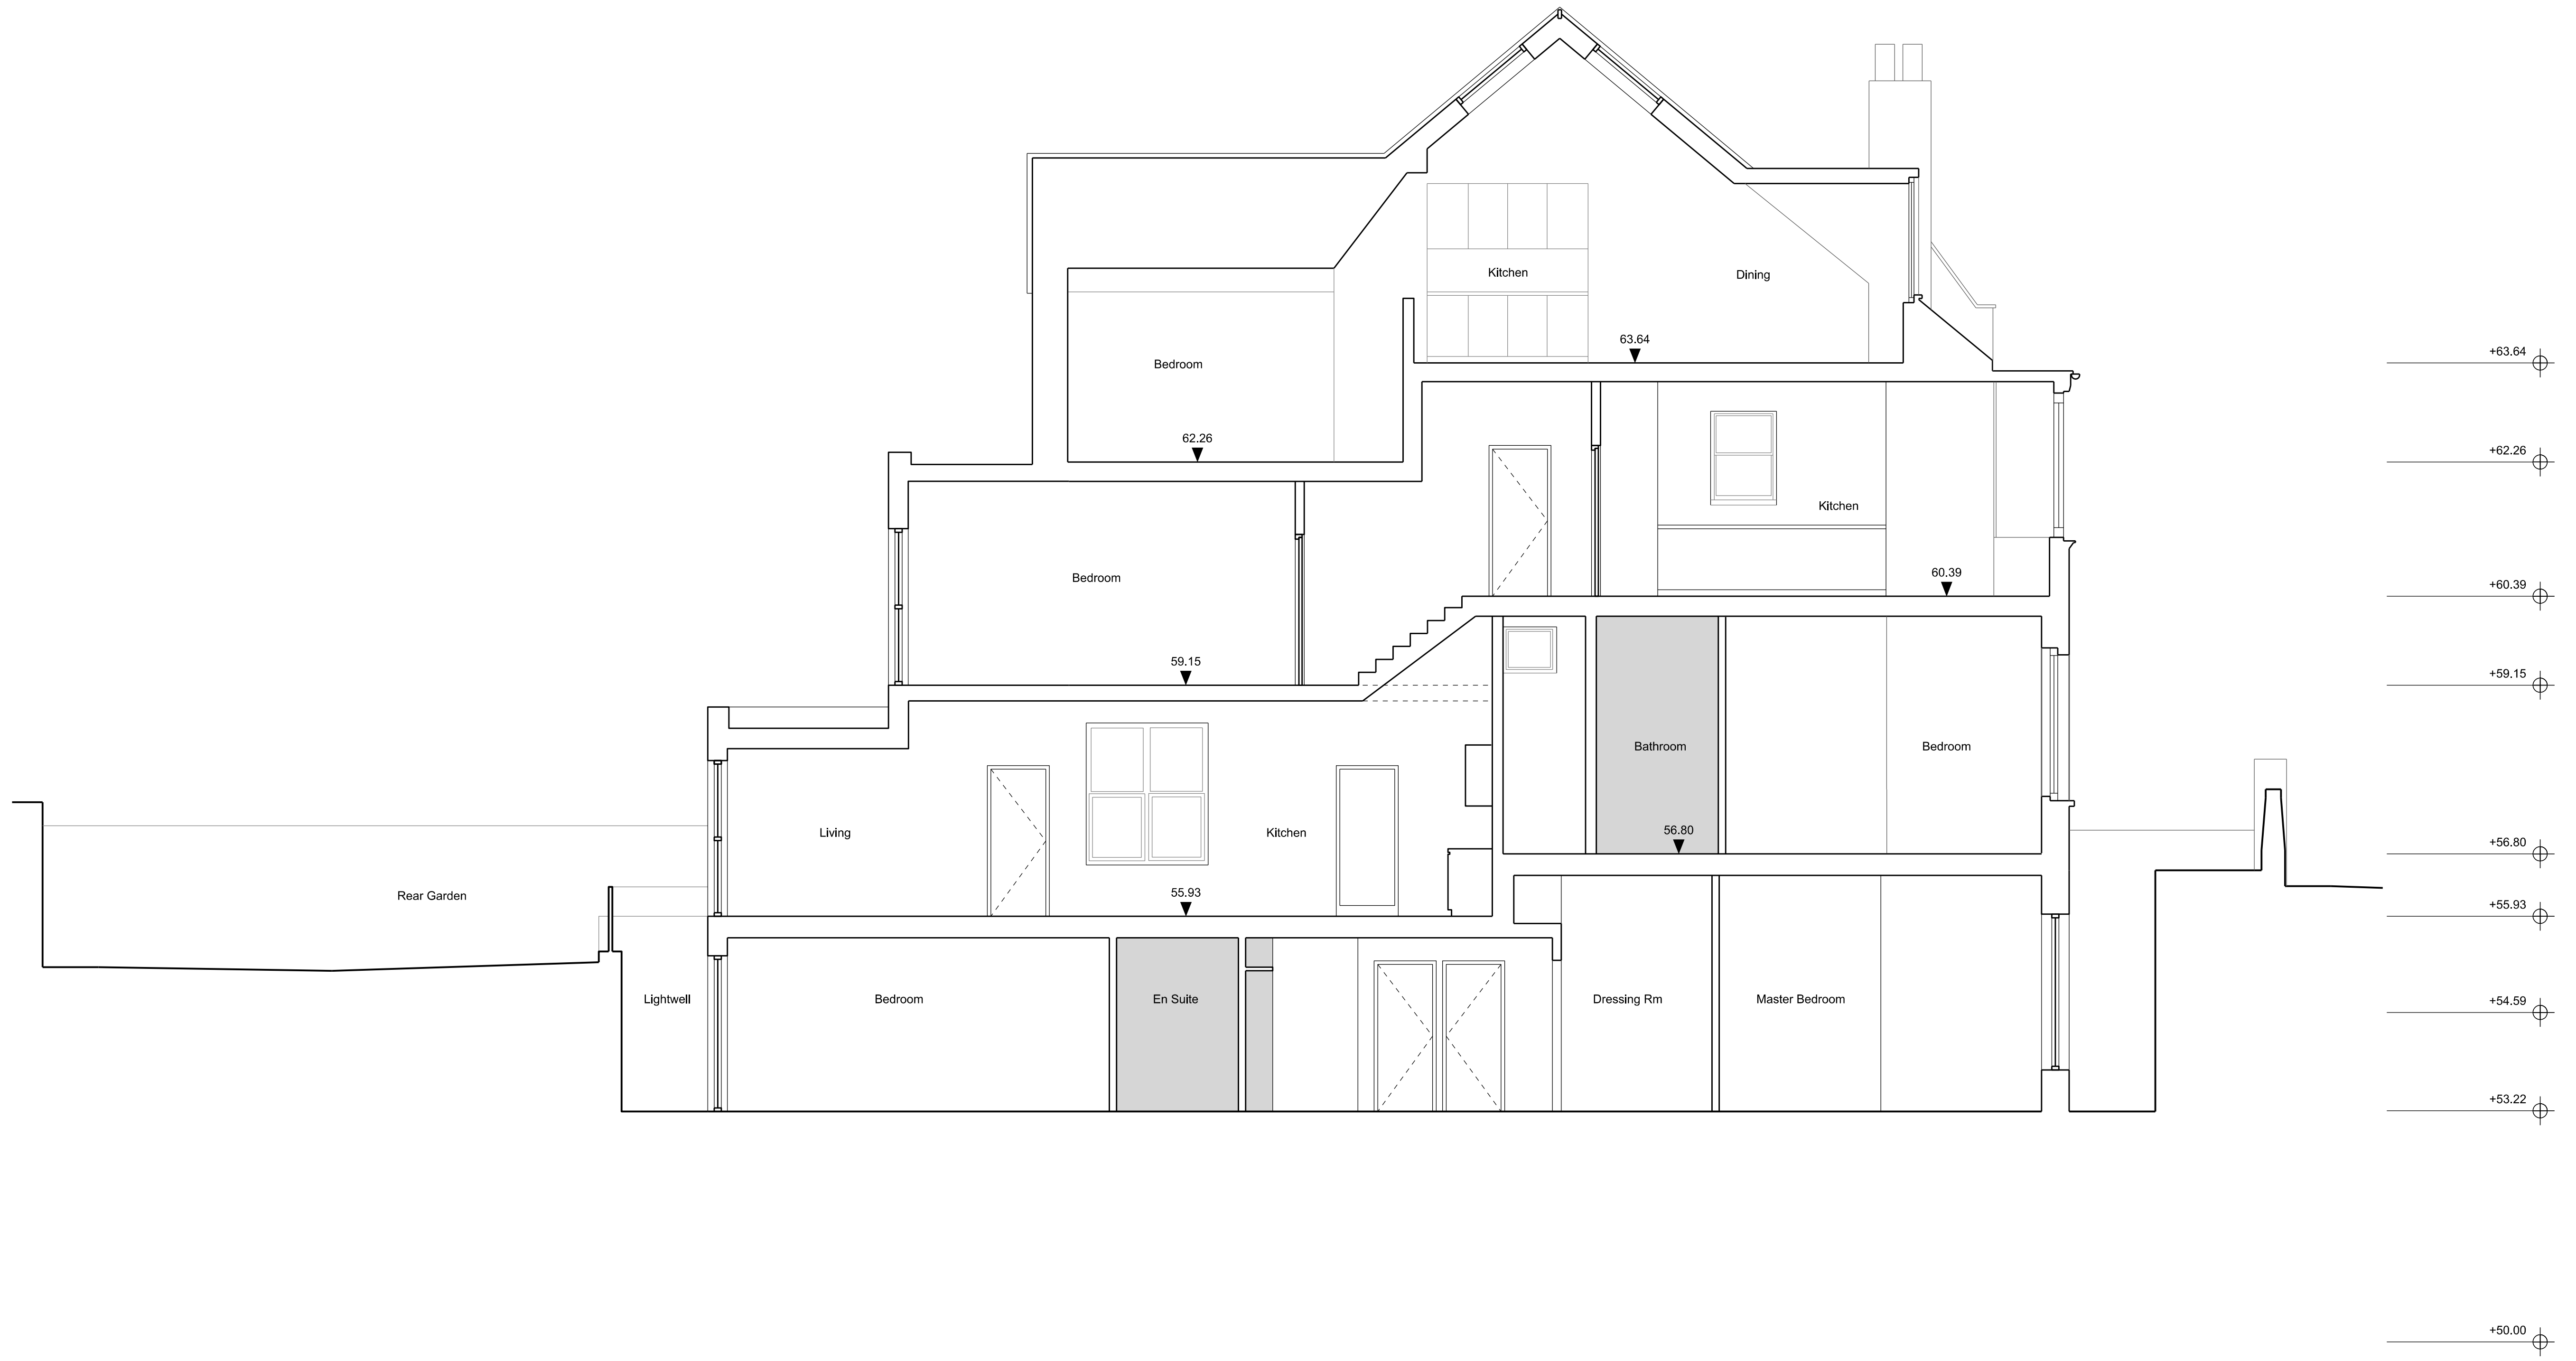 Kitchen
Dining
63.64
+63.64
Bedroom
62.26
+62.26
Kitchen
Bedroom
60.39
+60.39
59.15
+59.15
Bathroom
Bedroom
Living
Kitchen
56.80
+56.80
Rear Garden
55.93
+55.93
Lightwell
Bedroom
En Suite
Dressing Rm
Master Bedroom
+54.59
+53.22
+50.00